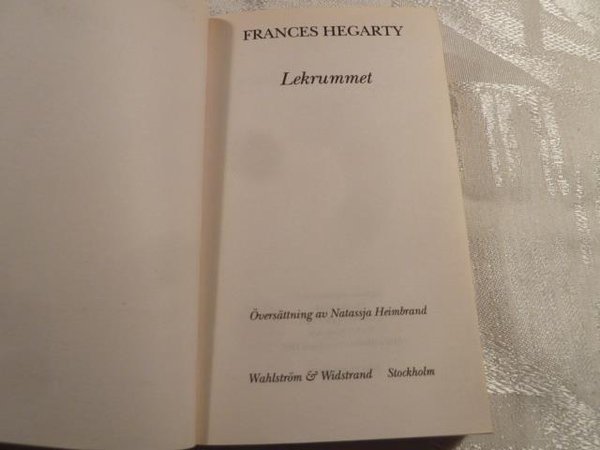 FRANCES HEGARTY
Lekrummet
Översättning av Natassja Heimbrand
Wahlström & Widstrand Stockholm